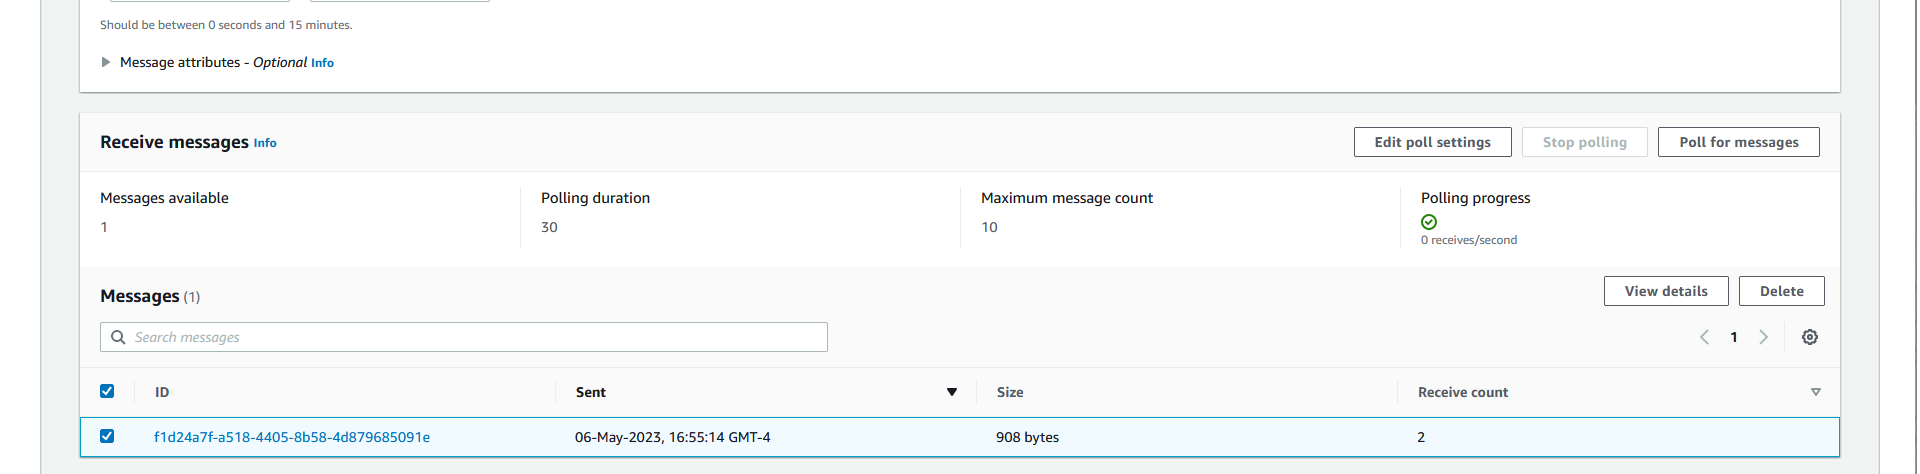 Should be between 0 seconds and 15 minutes.
Message attributes - Optional Info
Receive messages Info
Edit poll settings
Stop polling
Poll for messages
Messages available
1
Polling duration
30
Maximum message count
10
Polling progress
0 receives/second
Messages (1)
View details
Delete
Search messages
1
ID
Sent
Size
Receive count
f1d24a7f-a518-4405-8b58-4d879685091e
06-May-2023, 16:55:14 GMT-4
908 bytes
2